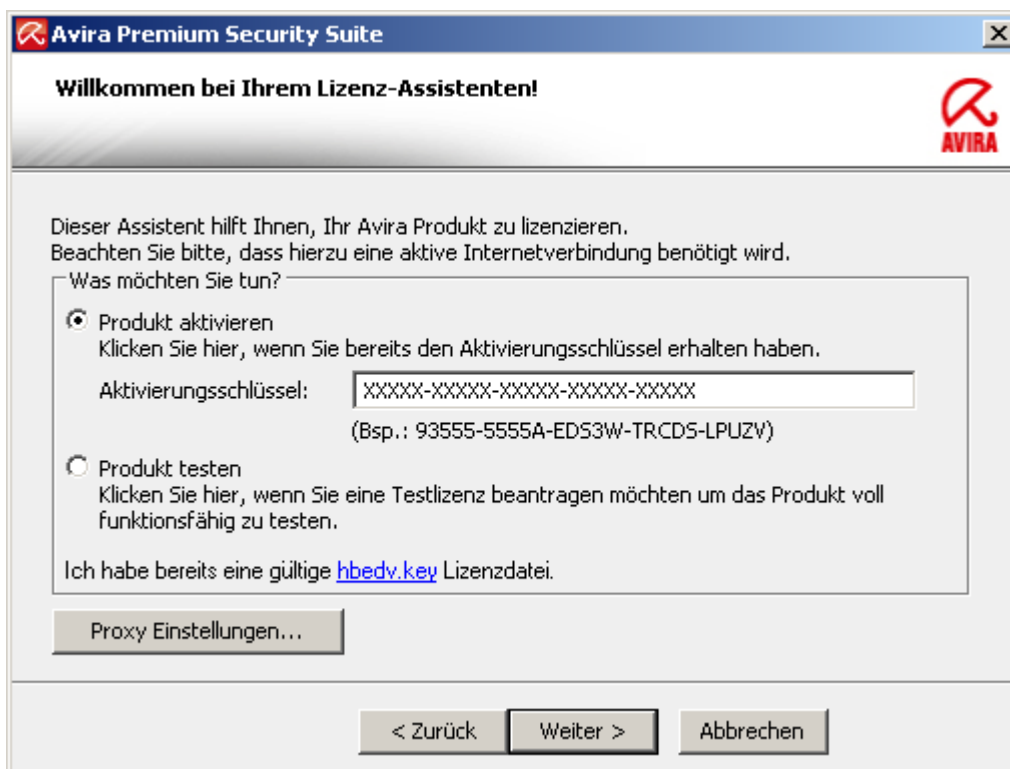 Avira Premium Security Suite
Willkommen bei Ihrem Lizenz-Assistenten!
AVIRA
Dieser Assistent hilft Ihnen, Ihr Avira Produkt zu lizenzieren.
Beachten Sie bitte, dass hierzu eine aktive Internetverbindung benötigt wird.
Was möchten Sie tun?
Produkt aktivieren
Klicken Sie hier, wenn Sie bereits den Aktivierungsschlüssel erhalten haben.
Aktivierungsschlüssel: XXXXX-XXXXX-XXXXX-XXXXX-XXXXX
(Bsp.: 93555-5555A-EDS3W-TRCDS-LPUZV)
Produkt testen
Klicken Sie hier, wenn Sie eine Testlizenz beantragen möchten um das Produkt voll
funktionsfähig zu testen.
Ich habe bereits eine gültige hbedv.key Lizenzdatei.
Proxy Einstellungen...
< Zurück Weiter > Abbrechen